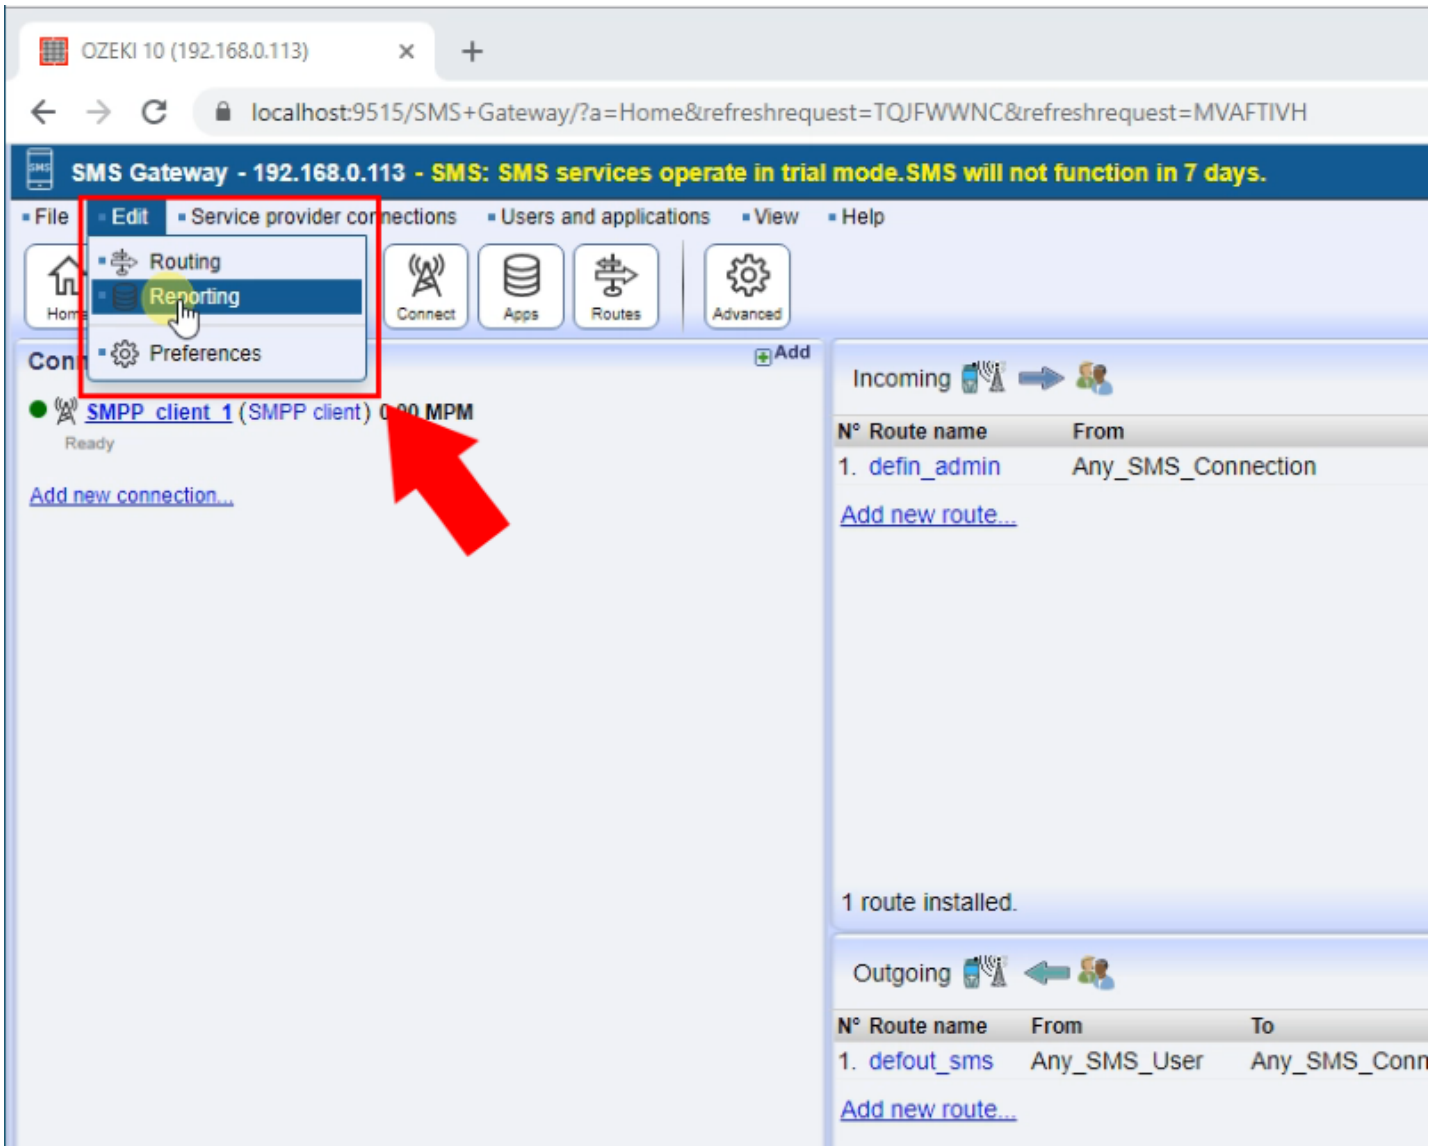 OZEKI 10 (192.168.0.113)
localhost:9515/SMS+Gateway/?a=Home&refreshrequest=TQJFWWNC&refreshrequest=MVAFTIVH
SMS
SMS Gateway - 192.168.0.113 - SMS: SMS services operate in trial mode.SMS will not function in 7 days.
File Edit Service provider connections Users and applications View Help
Routing
Reporting
Preferences
Home Connect Apps Routes Advanced
Add
SMPP_client_1 (SMPP client) 0.00 MPM
Ready
Add new connection...
Incoming
N° Route name From
1. defin_admin Any_SMS_Connection
Add new route...
1 route installed.
Outgoing
N° Route name From To
1. defout_sms Any_SMS_User Any_SMS_Conn
Add new route...